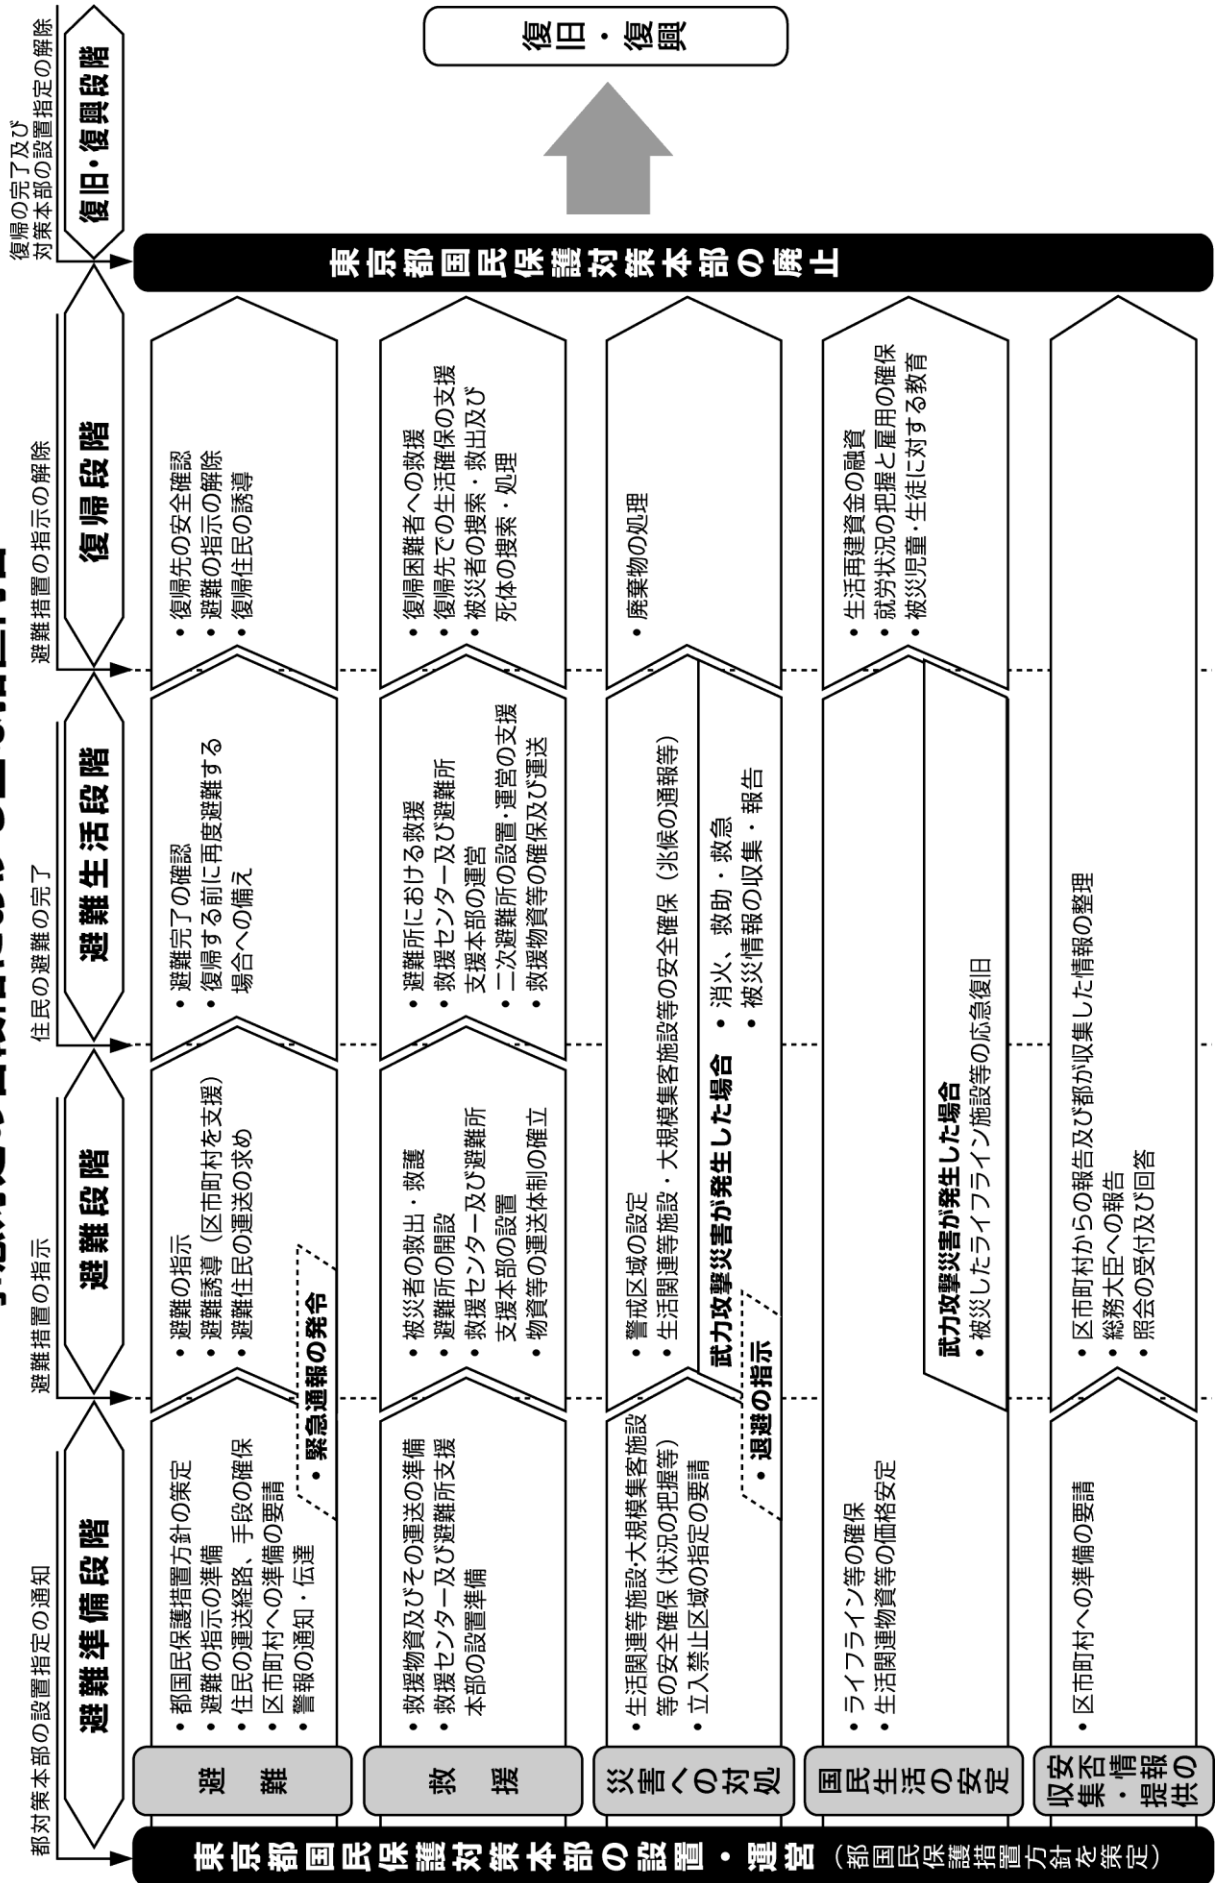 都対策本部の設置指定の通知
避難措置の指示
住民の避難の完了
避難措置の指示の解除
復帰の完了及び
対策本部の設置指定の解除
避難準備段階
避難段階
避難生活段階
復帰段階
復旧・復興段階
東京都国民保護対策本部の設置・運営（都国民保護措置方針を策定）
避難
・都国民保護措置方針の策定
・避難の指示の準備
・住民の運送経路、手段の確保
・区市町村への準備の要請
・警報の通知・伝達
・緊急通報の発令
・避難の指示
・避難誘導（区市町村を支援）
・避難住民の運送の求め
・避難完了の確認
・復帰する前に再度避難する
場合への備え
・復帰先の安全確認
・避難の指示の解除
・復帰住民の誘導
救援
・救援物資及びその運送の準備
・救援センター及び避難所支援
本部の設置準備
・被災者の救出・救護
・避難所の開設
・救援センター及び避難所
支援本部の設置
・物資等の運送体制の確立
・避難所における救援
・救援センター及び避難所
支援本部の運営
・二次避難所の設置・運営の支援
・救援物資等の確保及び運送
・復帰困難者への救援
・復帰先での生活確保の支援
・被災者の捜索・救出及び
死体の捜索・処理
災害への対処
・生活関連等施設・大規模集客施設
等の安全確保（状況の把握等）
・立入禁止区域の指定の要請
・退避の指示
・警戒区域の設定
・生活関連等施設・大規模集客施設等の安全確保（兆候の通報等）
武力攻撃災害が発生した場合
・消火、救助・救急
・被災情報の収集・報告
・廃棄物の処理
国民生活の安定
・ライフライン等の確保
・生活関連物資等の価格安定
武力攻撃災害が発生した場合
・被災したライフライン施設等の応急復旧
・生活再建資金の融資
・就労状況の把握と雇用の確保
・被災児童・生徒に対する教育
安否情報の
収集・提供
・区市町村への準備の要請
・区市町村からの報告及び都が収集した情報の整理
・総務大臣への報告
・照会の受付及び回答
東京都国民保護対策本部の廃止
復旧・復興